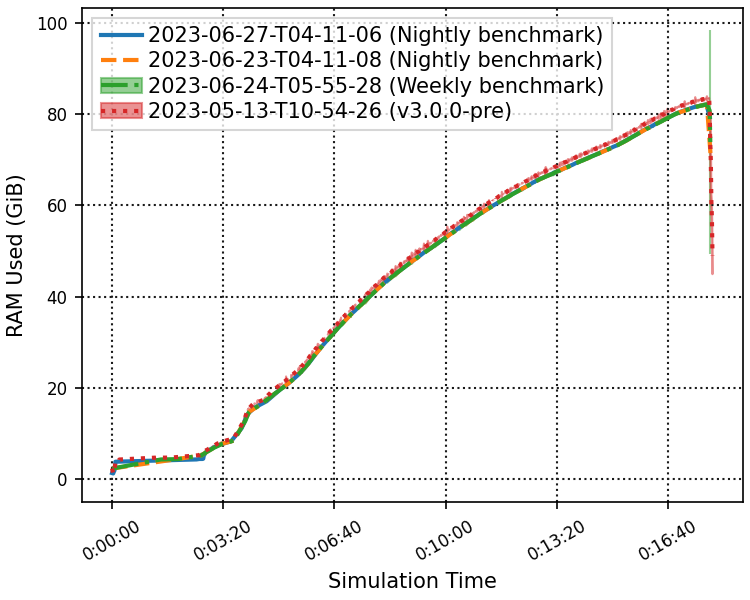 100
80
60
40
20
0
RAM Used (GiB)
2023-06-27-T04-11-06 (Nightly benchmark)
2023-06-23-T04-11-08 (Nightly benchmark)
2023-06-24-T05-55-28 (Weekly benchmark)
2023-05-13-T10-54-26 (v3.0.0-pre)
0:00:00
0:03:20
0:06:40
0:10:00
0:13:20
0:16:40
Simulation Time